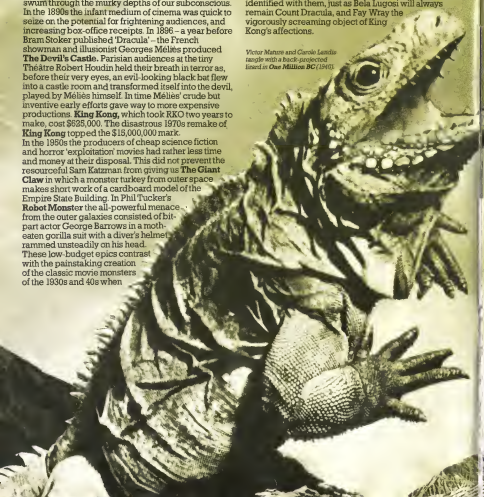 swum through the murky depths of our subconscious.
In the 1890s the infant medium of cinema was quick to
seize on the potential for frightening audiences, and
increasing box-office receipts. In 1896 – a year before
Bram Stoker published 'Dracula' – the French
showman and illusionist Georges Méliès produced
The Devil's Castle. Parisian audiences at the tiny
Théâtre Robert Houdin held their breath in terror as,
before their very eyes, an evil-looking black bat flew
into a castle room and transformed itself into the devil,
played by Méliès himself. In time Méliès' crude but
inventive early efforts gave way to more expensive
productions. King Kong, which took RKO two years to
make, cost $625,000. The disastrous 1970s remake of
King Kong topped the $15,000,000 mark.
In the 1950s the producers of cheap science fiction
and horror 'exploitation' movies had rather less time
and money at their disposal. This did not prevent the
resourceful Sam Katzman from giving us The Giant
Claw in which a monster turkey from outer space
makes short work of a cardboard model of the
Empire State Building. In Phil Tucker's
Robot Monster the all-powerful menace
from the outer galaxies consisted of bit-
part actor George Barrows in a moth-
eaten gorilla suit with a diver's helmet
rammed unsteadily on his head.
These low-budget epics contrast
with the painstaking creation
of the classic movie monsters
of the 1930s and 40s when
identified with them, just as Bela Lugosi will always
remain Count Dracula, and Fay Wray the
vigorously screaming object of King
Kong's affections.
Victor Mature and Carole Landis
tangle with a back-projected
lizard in One Million BC (1940).